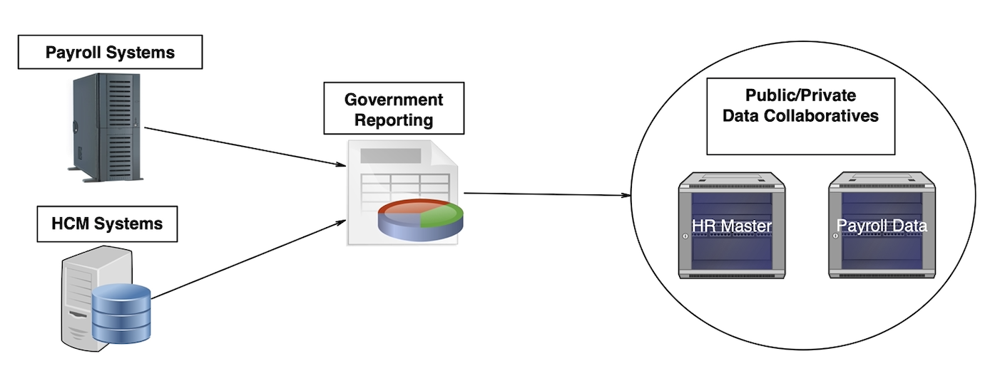 Payroll Systems
HCM Systems
Government
Reporting
Public/Private
Data Collaboratives
HR Master
Payroll Data